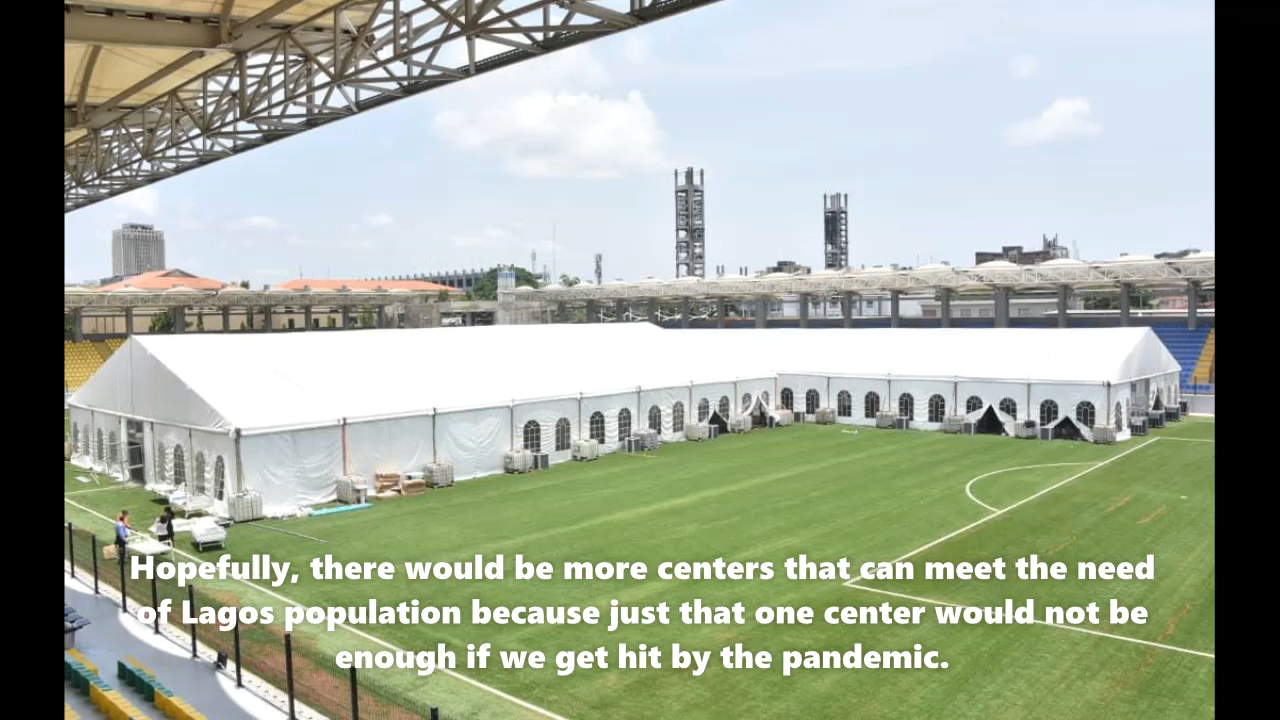 Hopefully, there would be more centers that can meet the need
of Lagos population because just that one center would not be
enough if we get hit by the pandemic.